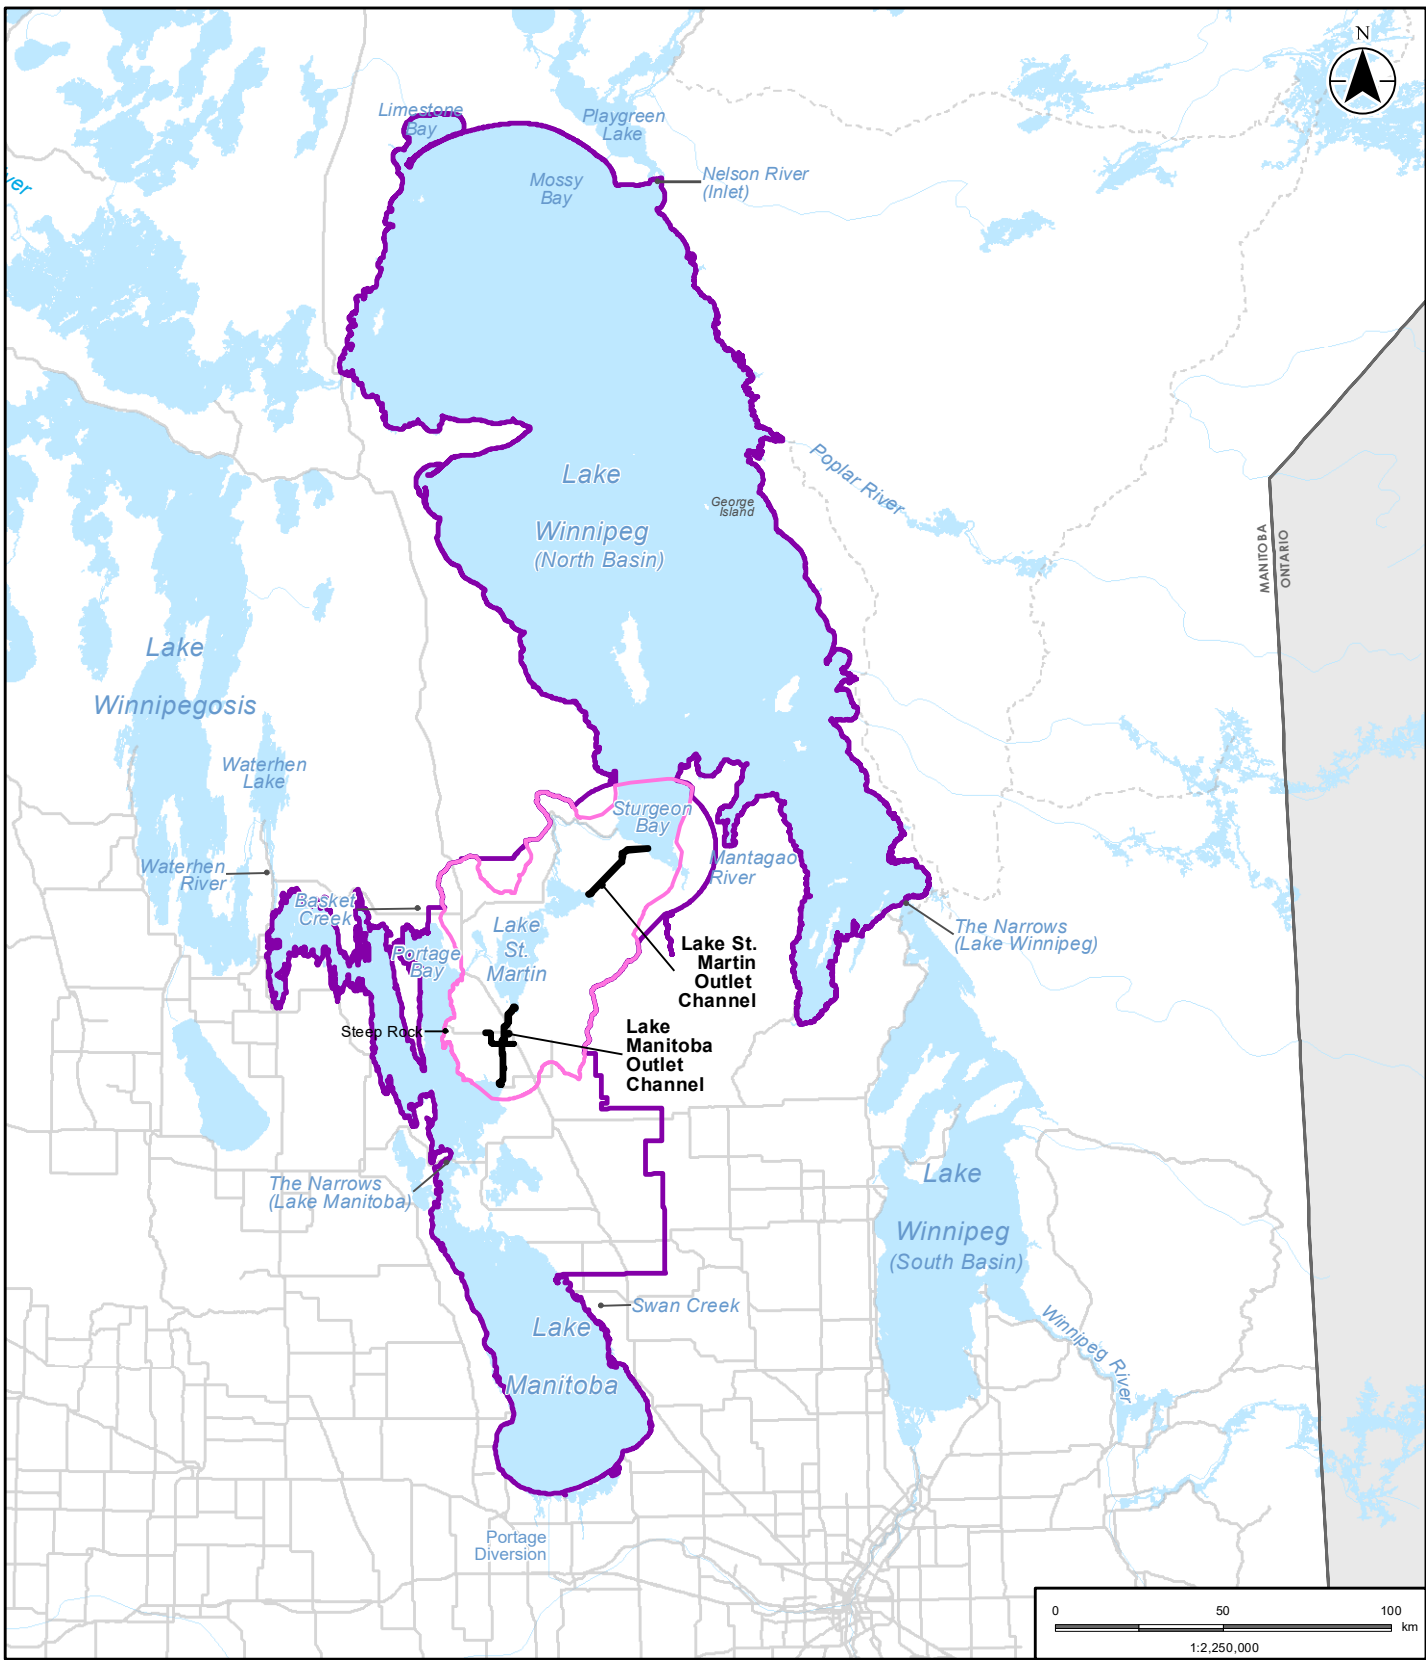 N
Limestone
Bay
Playgreen
Lake
Mossy
Bay
Nelson River
(Inlet)
ver
Poplar River
Lake
Winnipeg
(North Basin)
George
Island
MANITOBA
ONTARIO
Lake
Winnipegosis
Waterhen
Lake
Sturgeon
Bay
Waterhen
River
Mantagao
River
Basket
Creek
Lake
St.
Martin
Portage
Bay
The Narrows
(Lake Winnipeg)
Lake St.
Martin
Outlet
Channel
Steep Rock
Lake
Manitoba
Outlet
Channel
The Narrows
(Lake Manitoba)
Lake
Winnipeg
(South Basin)
Swan Creek
Winnipeg River
Lake
Manitoba
Portage
Diversion
0 50 100
km
1:2,250,000